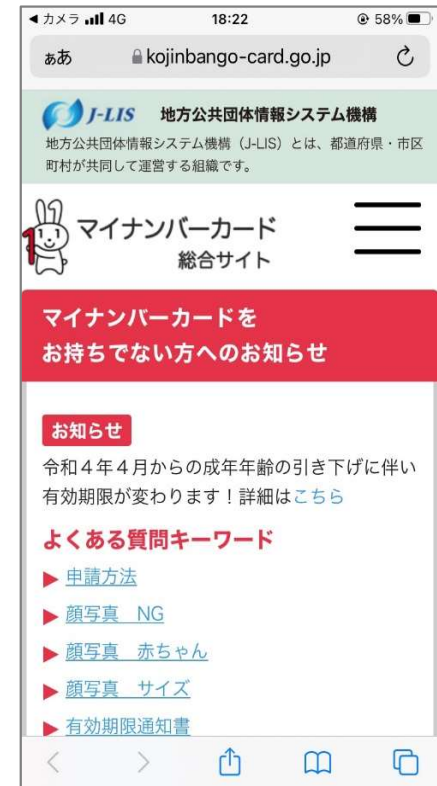 ◀ カメラ 4G 18:22 58%
ぁあ kojinbango-card.go.jp
J-LIS 地方公共団体情報システム機構
地方公共団体情報システム機構（J-LIS）とは、都道府県・市区
町村が共同して運営する組織です。
1
マイナンバーカード
総合サイト
マイナンバーカードを
お持ちでない方へのお知らせ
お知らせ
令和４年４月からの成年年齢の引き下げに伴い
有効期限が変わります！詳細はこちら
よくある質問キーワード
▶ 申請方法
▶ 顔写真　NG
▶ 顔写真　赤ちゃん
▶ 顔写真　サイズ
▶ 有効期限通知書